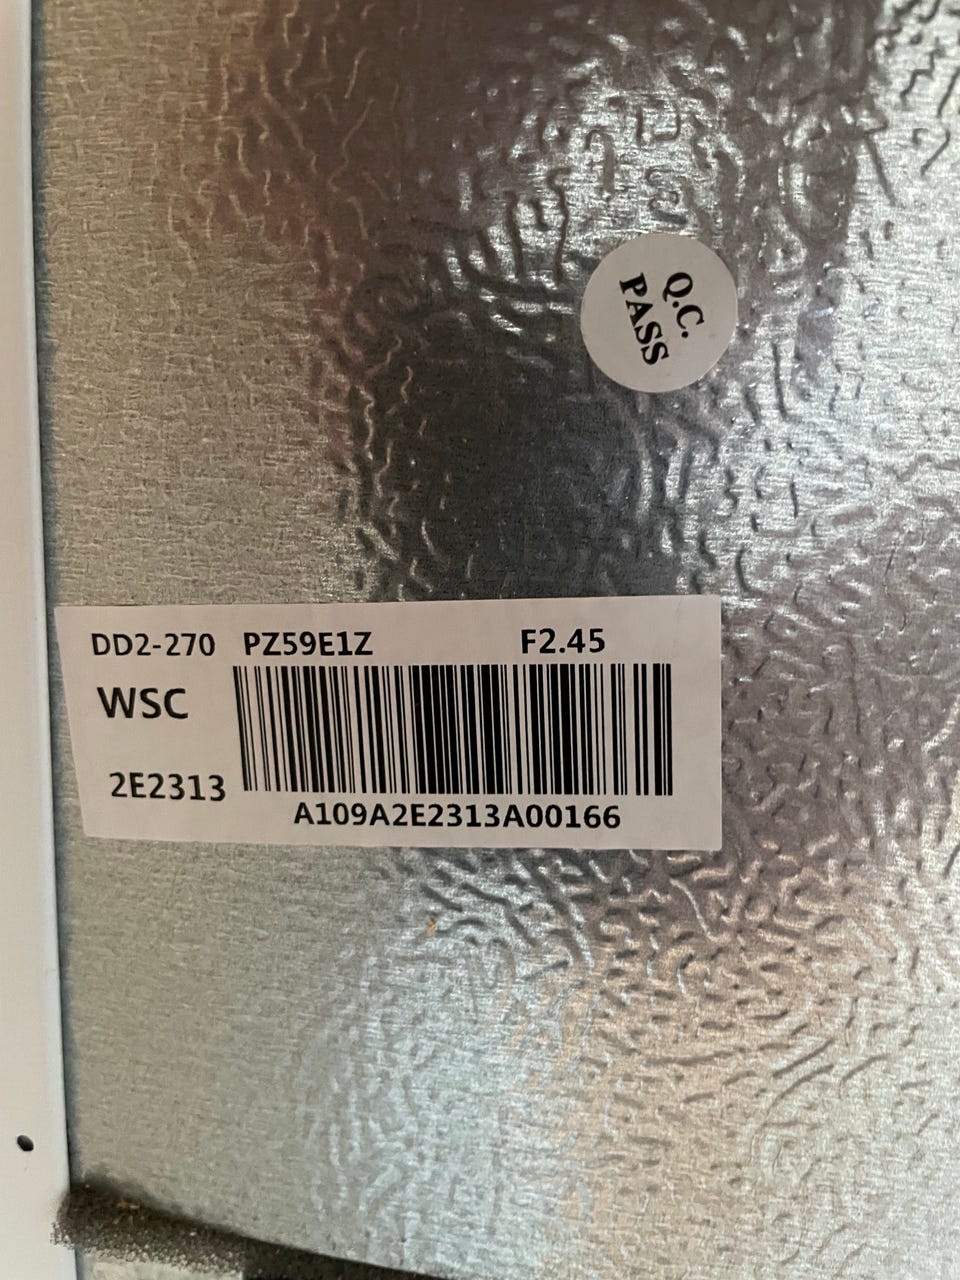 Q.C.
PASS
DD2-270 PZ59E1Z F2.45
WSC
2E2313
A109A2E2313A00166